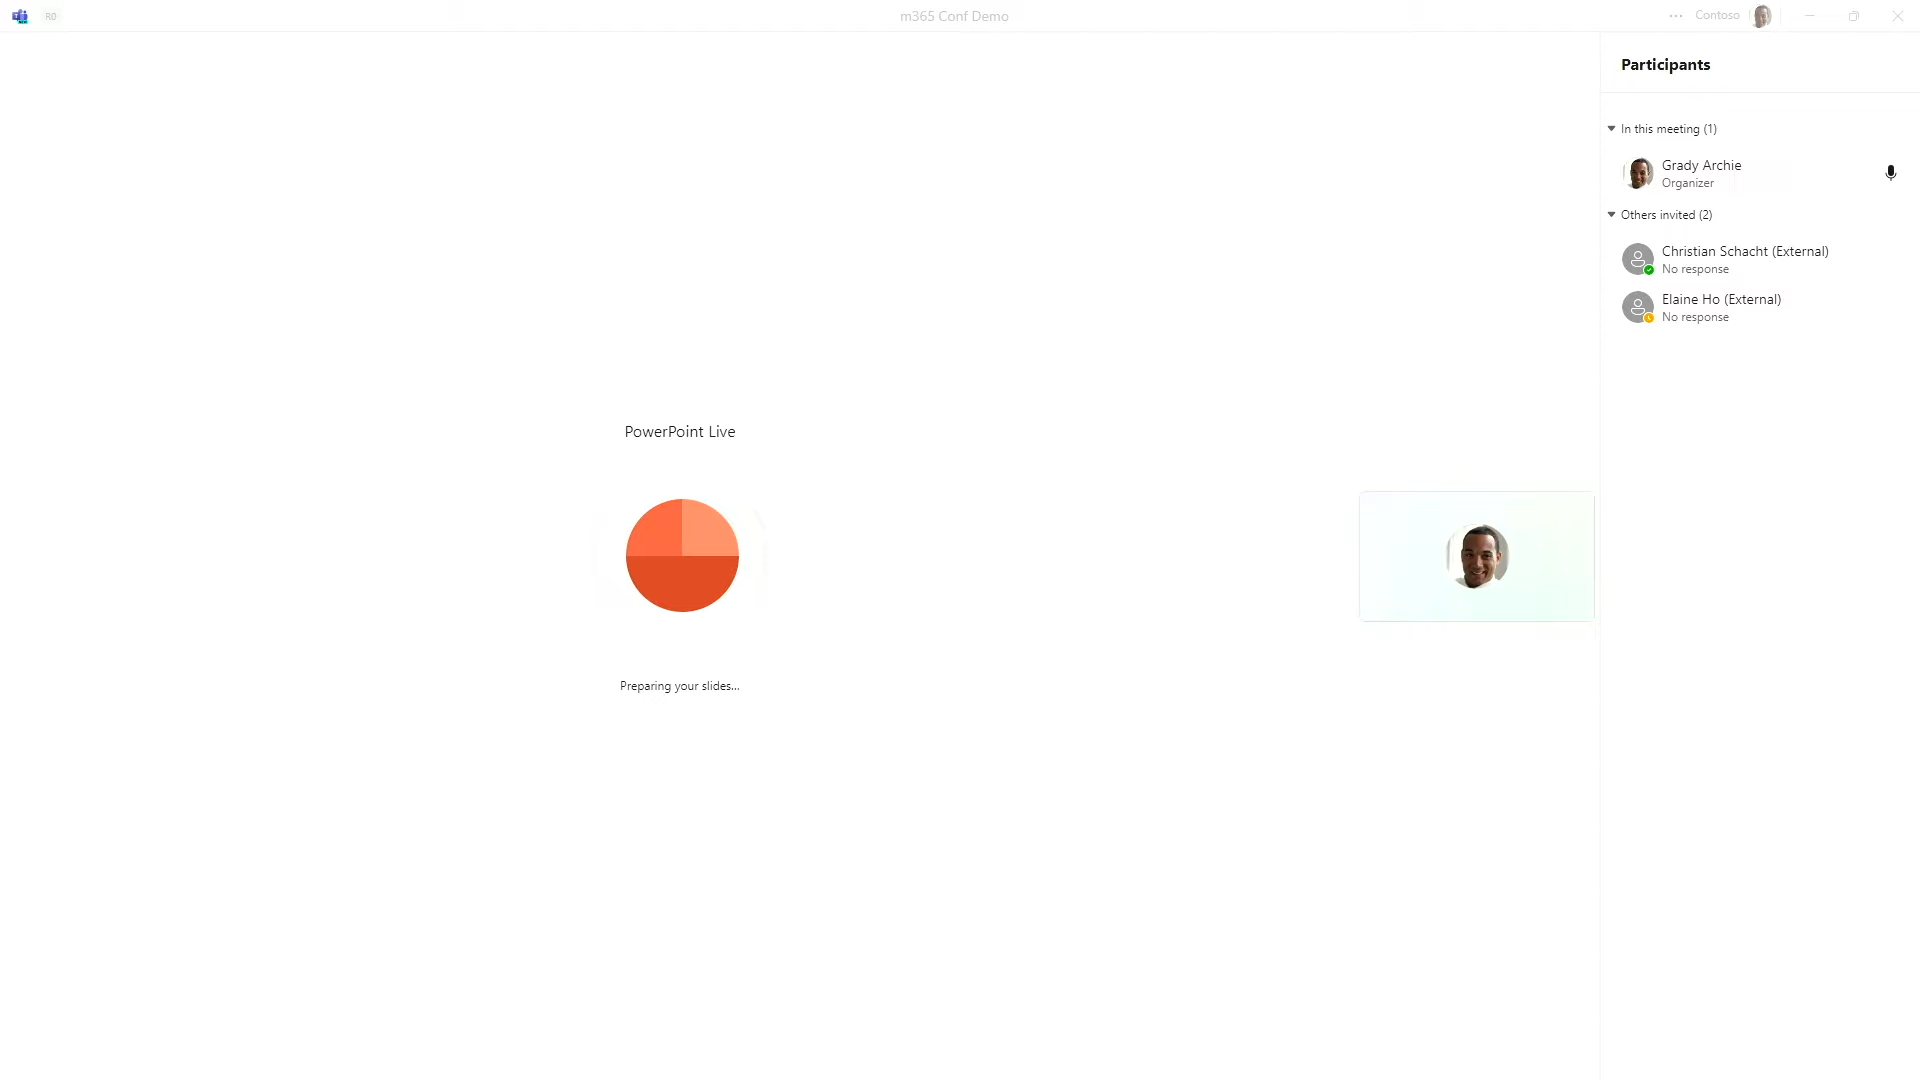 R0
m365 Conf Demo
Contoso
Participants
In this meeting (1)
Grady Archie
Organizer
Others invited (2)
Christian Schacht (External)
No response
Elaine Ho (External)
No response
PowerPoint Live
Preparing your slides...